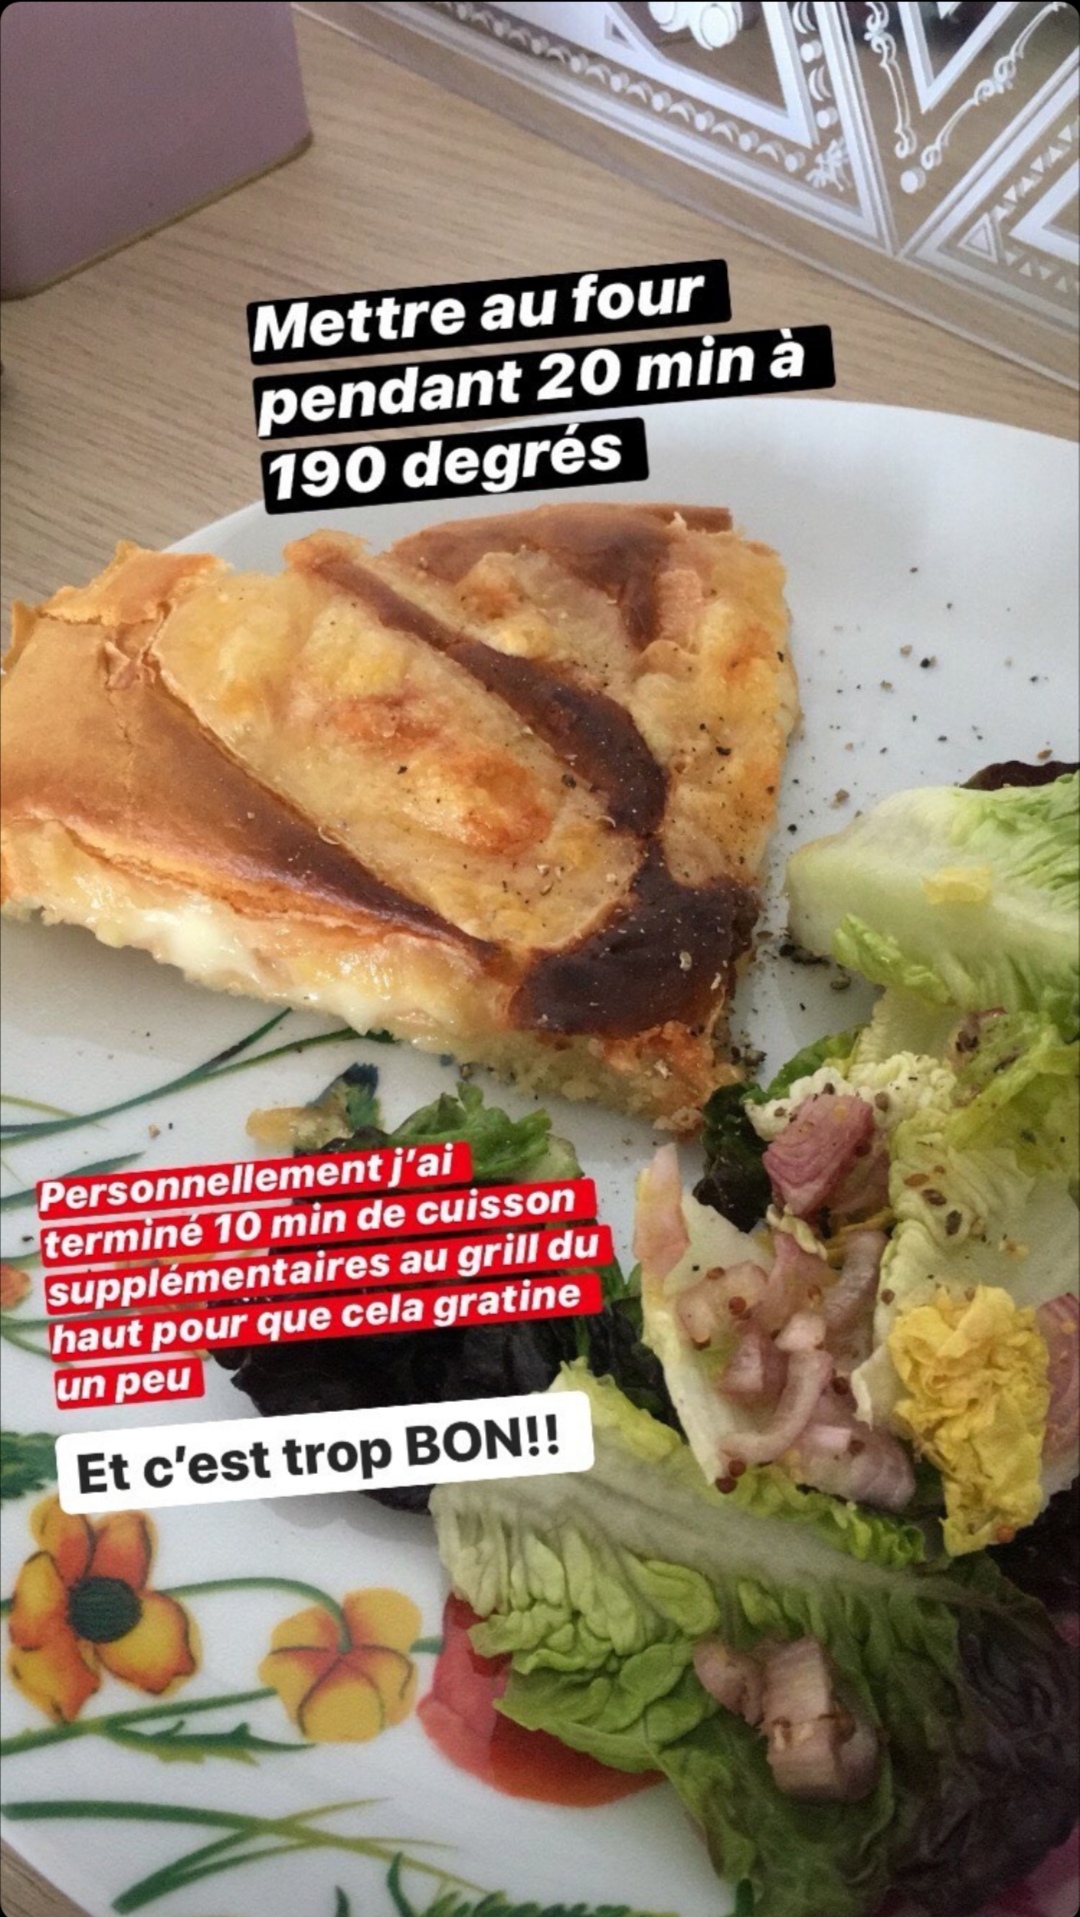 Mettre au four
pendant 20 min à
190 degrés
Personnellement j’ai
terminé 10 min de cuisson
supplémentaires au grill du
haut pour que cela gratine
un peu
Et c’est trop BON!!